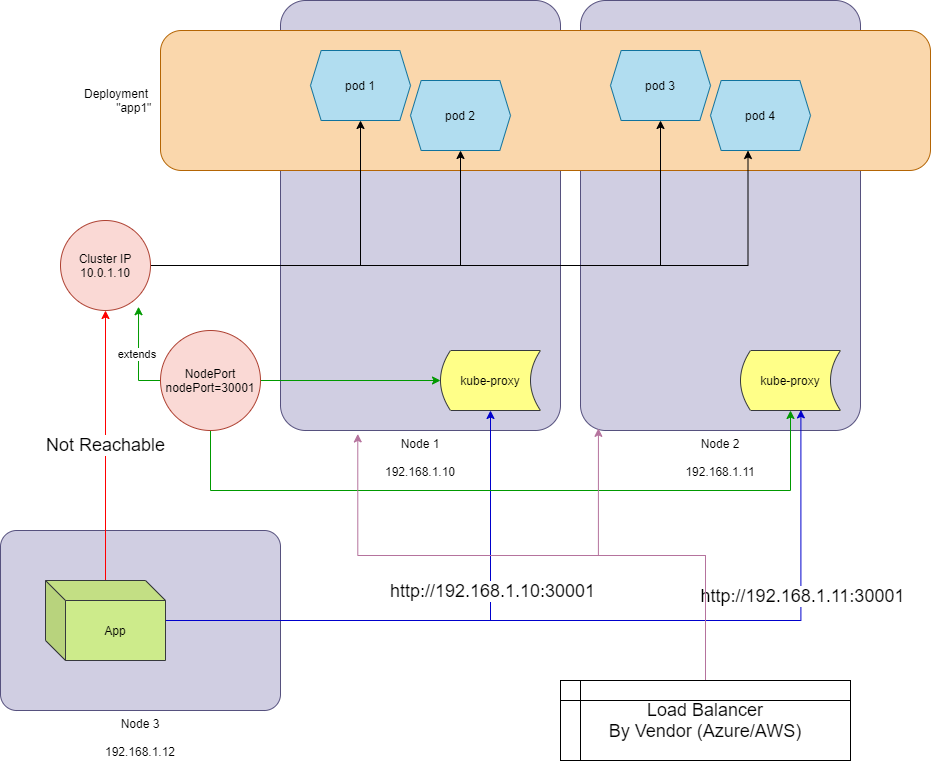 pod 1
pod 3
Deployment
"app1"
pod 2
pod 4
Cluster IP
10.0.1.10
extends
NodePort
nodePort=30001
kube-proxy
kube-proxy
Not Reachable
Node 1
192.168.1.10
Node 2
192.168.1.11
http://192.168.1.10:30001
http://192.168.1.11:30001
App
Node 3
192.168.1.12
Load Balancer
By Vendor (Azure/AWS)